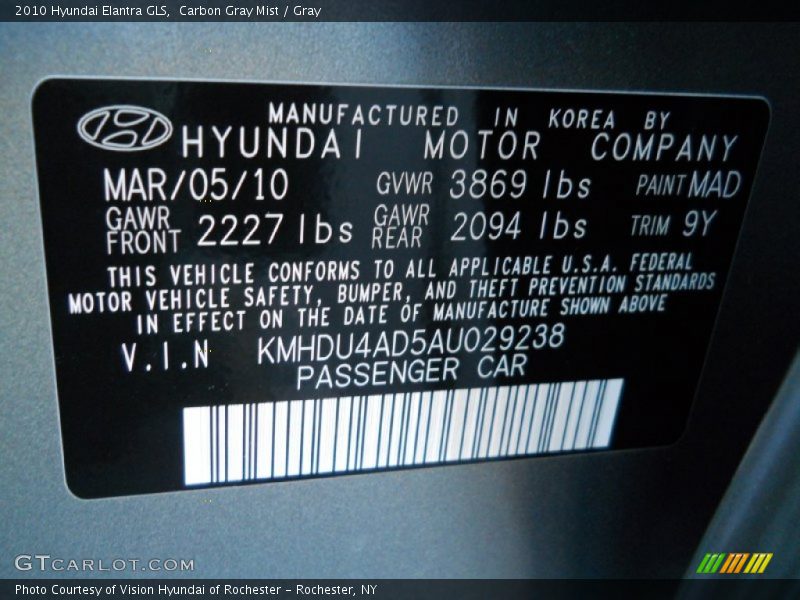 2010 Hyundai Elantra GLS, Carbon Gray Mist / Gray
MANUFACTURED IN KOREA BY
HYUNDAI MOTOR COMPANY
MAR/05/10 GVWR 3869 lbs PAINT MAD
GAWR FRONT 2227 lbs GAWR REAR 2094 lbs TRIM 9Y
THIS VEHICLE CONFORMS TO ALL APPLICABLE U.S.A. FEDERAL
MOTOR VEHICLE SAFETY, BUMPER, AND THEFT PREVENTION STANDARDS
IN EFFECT ON THE DATE OF MANUFACTURE SHOWN ABOVE
V.I.N KMHDU4AD5AU029238
PASSENGER CAR
GTCARLOT.COM
Photo Courtesy of Vision Hyundai of Rochester - Rochester, NY